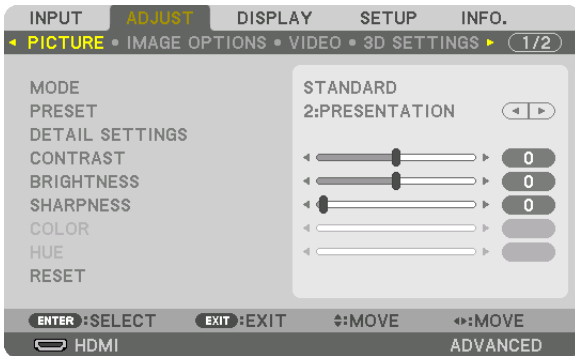 INPUT ADJUST DISPLAY SETUP INFO.
PICTURE • IMAGE OPTIONS • VIDEO • 3D SETTINGS 1/2
MODE STANDARD
PRESET 2:PRESENTATION
DETAIL SETTINGS
CONTRAST 0
BRIGHTNESS 0
SHARPNESS 0
COLOR
HUE
RESET
ENTER :SELECT EXIT :EXIT :MOVE :MOVE
HDMI ADVANCED